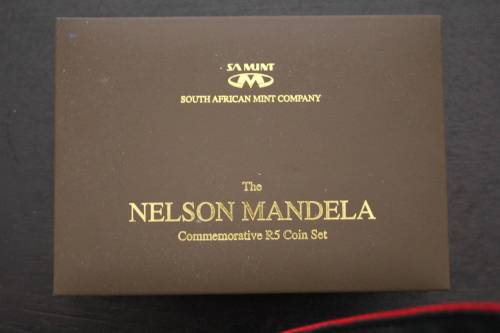 SA MINT
SOUTH AFRICAN MINT COMPANY
The
NELSON MANDELA
Commemorative R5 Coin Set